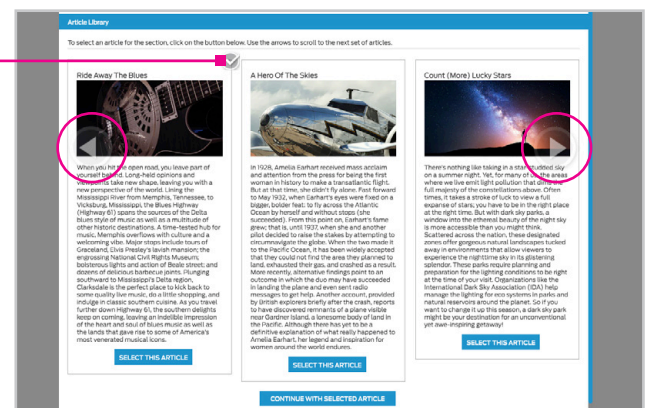 Article Library
To select an article for the section, click on the button below. Use the arrows to scroll to the next set of articles.
Ride Away The Blues
When you hit the open road, you leave part of
yourself behind. Long-held opinions and
viewpoints take new shape, leaving you with a
new perspective of the world. Lining the
Mississippi River from Memphis, Tennessee, to
Vicksburg, Mississippi, the Blues Highway
(Highway 61) spans the sources of the Delta
blues style of music as well as a multitude of
other historic destinations. A time-tested hub for
music, Memphis overflows with culture and a
welcoming vibe. Major stops include tours of
Graceland, Elvis Presley's lavish mansion; the
engrossing National Civil Rights Museum;
boisterous lights and action of Beale street; and
dozens of delicious barbecue joints. Plunging
southward to Mississippi's Delta region,
Clarksdale is the perfect place to kick back to
some quality live music, do a little shopping, and
indulge in classic southern cuisine. As you travel
further down Highway 61, the southern delights
keep on coming, leaving an indelible impression
of the heart and soul of blues music as well as
the lands that gave rise to some of America's
most venerated musical icons.
SELECT THIS ARTICLE
A Hero Of The Skies
In 1928, Amelia Earhart received mass acclaim
and attention from the press for being the first
woman in history to make a transatlantic flight.
But at that time, she didn't fly alone. Fast forward
to May 1932, when Earhart's eyes were fixed on a
bigger, bolder feat: to fly across the Atlantic
Ocean by herself and without stops (she
succeeded). From this point on, Earhart's fame
grew; that is, until 1937, when she and another
pilot decided to raise the stakes by attempting to
circumnavigate the globe. When the two made it
to the Pacific Ocean, it has been widely accepted
that they could not find the area they planned to
land, exhausted their gas, and crashed as a result.
More recently, alternative findings point to an
outcome in which the duo may have succeeded
in landing the plane and even sent radio
messages to get help. Another account, provided
by British explorers briefly after the crash, reports
to have discovered remnants of a plane visible
near Gardner Island, a lonesome body of land in
the Pacific. Although there has yet to be a
definitive explanation of what really happened to
Amelia Earhart, her legend and inspiration for
women around the world endures.
SELECT THIS ARTICLE
Count (More) Lucky Stars
There's nothing like taking in a star-studded sky
on a summer night. Yet, for many of us, the areas
where we live emit light pollution that dims the
full majesty of the constellations above. Often
times, it takes a stroke of luck to view a full
expanse of stars; you have to be in the right place
at the right time. But with dark sky parks, a
window into the ethereal beauty of the night sky
is more accessible than you might think.
Scattered across the nation, these designated
zones offer gorgeous natural landscapes tucked
away in environments that allow viewers to
experience the nighttime sky in its glistening
splendor. These parks require planning and
preparation for the lighting conditions to be right
at the time of your visit. Organizations like the
International Dark Sky Association (IDA) help
manage the lighting for eco systems in parks and
natural reservoirs around the planet. So if you
want to change it up this season, a dark sky park
might be your destination for an unconventional
yet awe-inspiring getaway!
SELECT THIS ARTICLE
CONTINUE WITH SELECTED ARTICLE